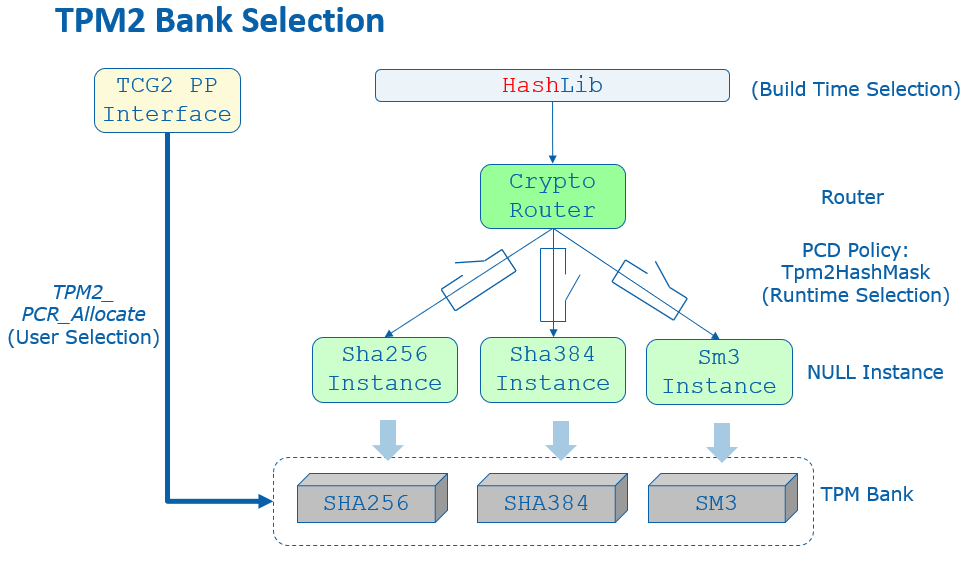 TPM2 Bank Selection
TCG2 PP
Interface
HashLib
(Build Time Selection)
Crypto
Router
Router
PCD Policy:
Tpm2HashMask
(Runtime Selection)
TPM2_
PCR_Allocate
(User Selection)
Sha256
Instance
Sha384
Instance
Sm3
Instance
NULL Instance
SHA256
SHA384
SM3
TPM Bank